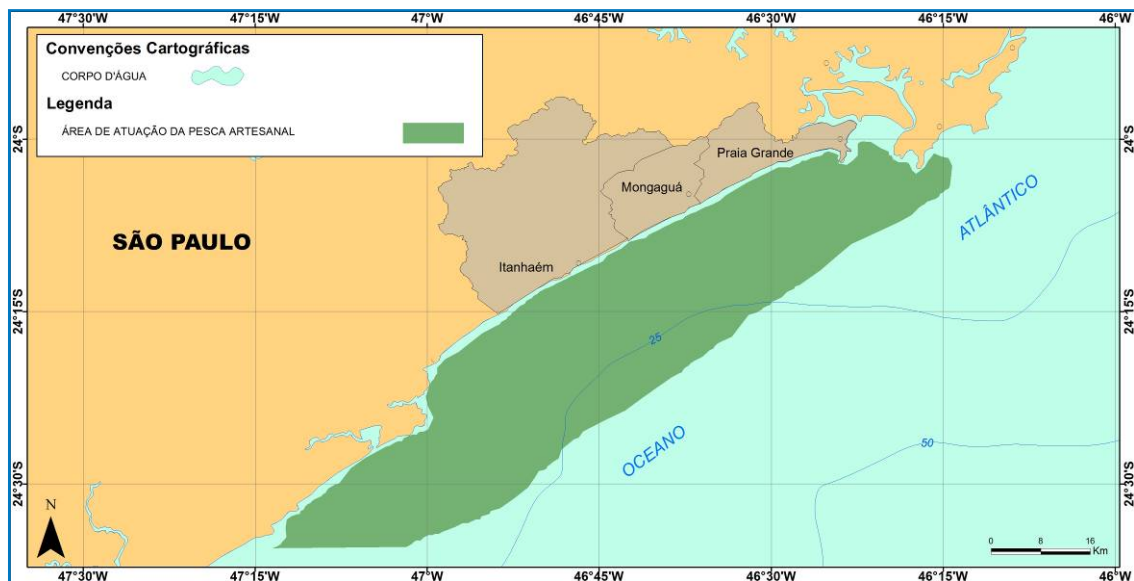 47°30'W 47°15'W 47°W 46°45'W 46°30'W 46°15'W 46°W
Convenções Cartográficas
CORPO D'ÁGUA
Legenda
ÁREA DE ATUAÇÃO DA PESCA ARTESANAL
24°S 24°S
Praia Grande
Mongaguá
ATLÂNTICO
SÃO PAULO
Itanhaém
24°15'S 24°15'S
25
OCEANO
50
24°30'S 24°30'S
N
0 8 16
Km
47°30'W 47°15'W 47°W 46°45'W 46°30'W 46°15'W 46°W